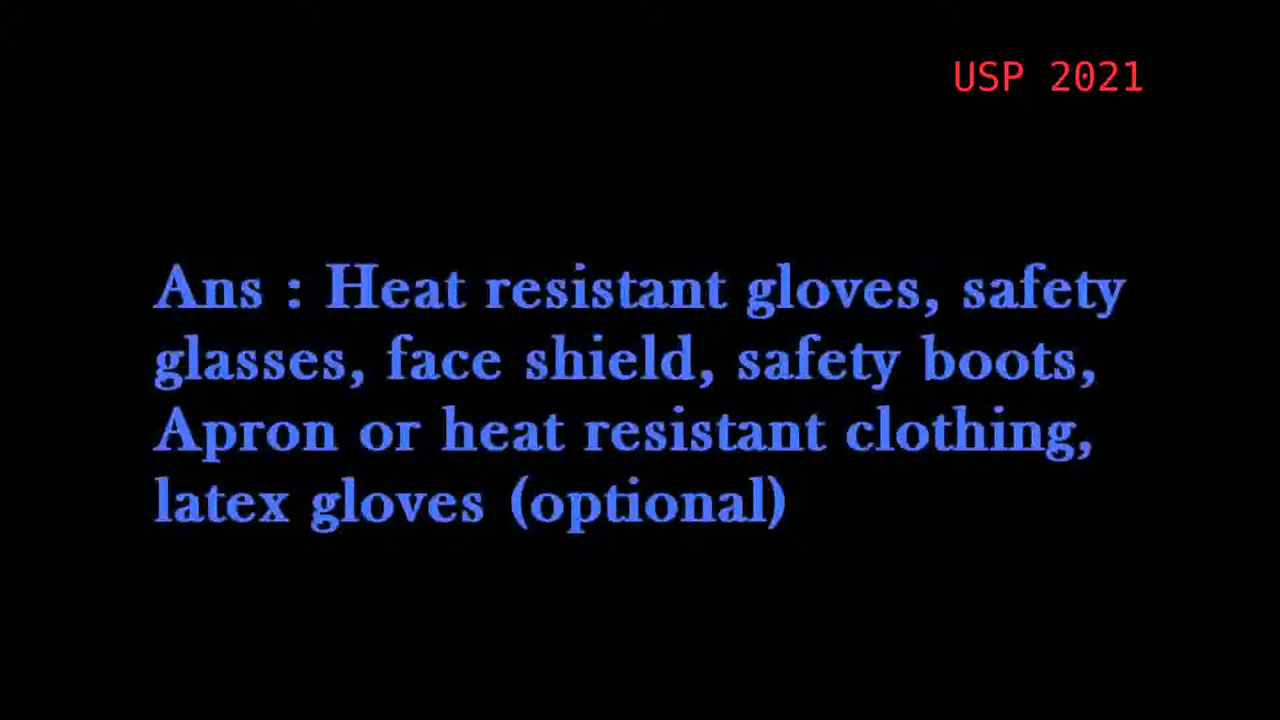 USP 2021
Ans : Heat resistant gloves, safety
glasses, face shield, safety boots,
Apron or heat resistant clothing,
latex gloves (optional)